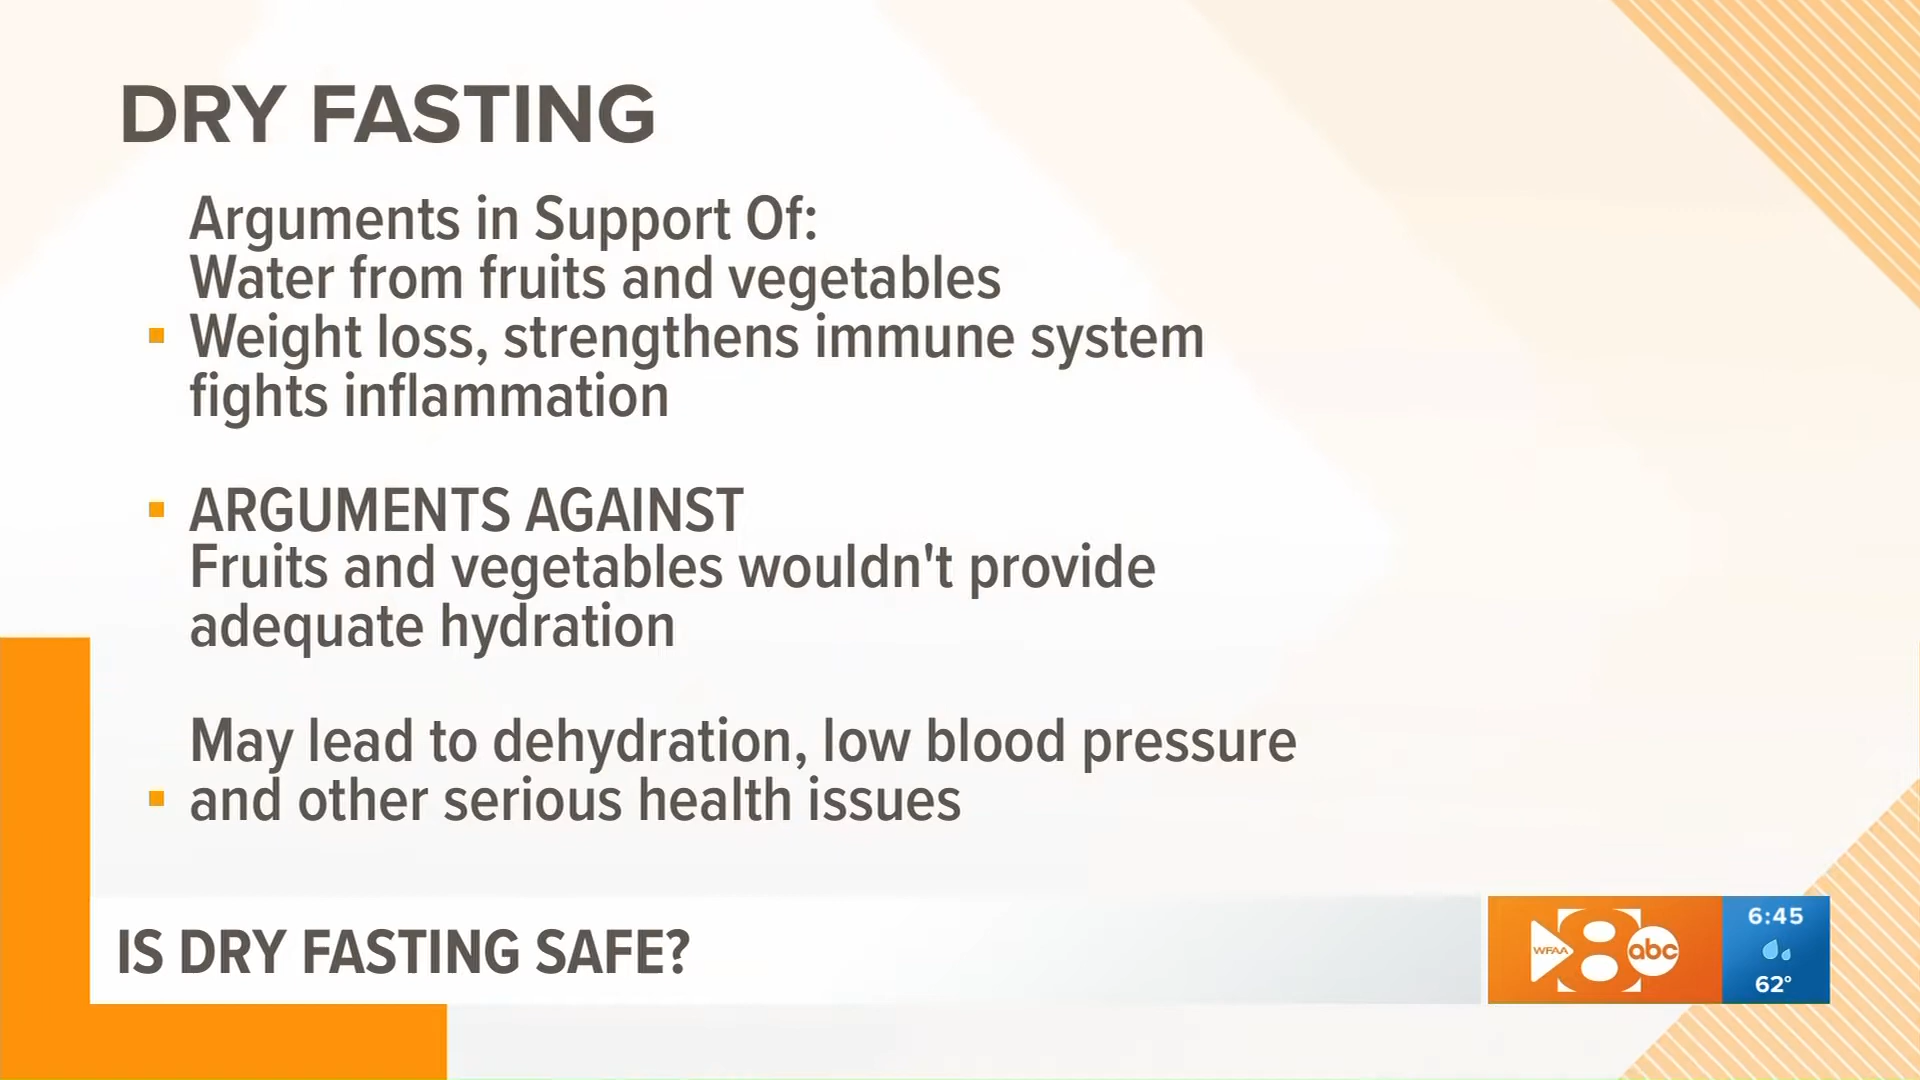 DRY FASTING
Arguments in Support Of:
Water from fruits and vegetables
Weight loss, strengthens immune system
fights inflammation
ARGUMENTS AGAINST
Fruits and vegetables wouldn't provide
adequate hydration
May lead to dehydration, low blood pressure
and other serious health issues
IS DRY FASTING SAFE?
WFAA
8
abc
6:45
62°